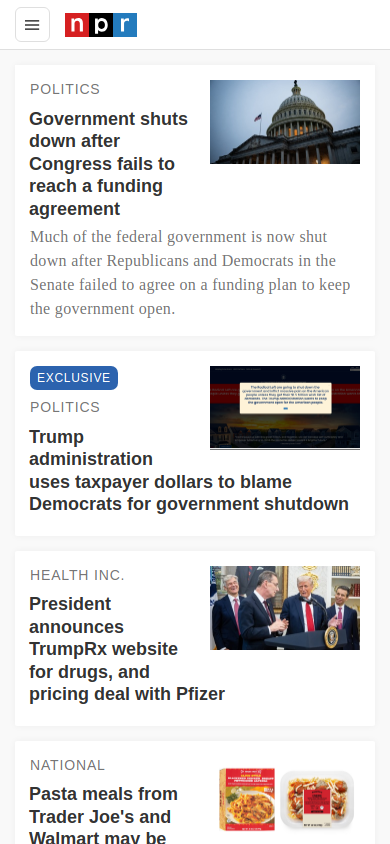 npr
POLITICS
Government shuts
down after
Congress fails to
reach a funding
agreement
Much of the federal government is now shut
down after Republicans and Democrats in the
Senate failed to agree on a funding plan to keep
the government open.
EXCLUSIVE
POLITICS
Trump
administration
uses taxpayer dollars to blame
Democrats for government shutdown
HEALTH INC.
President
announces
TrumpRx website
for drugs, and
pricing deal with Pfizer
NATIONAL
Pasta meals from
Trader Joe's and
Walmart may be